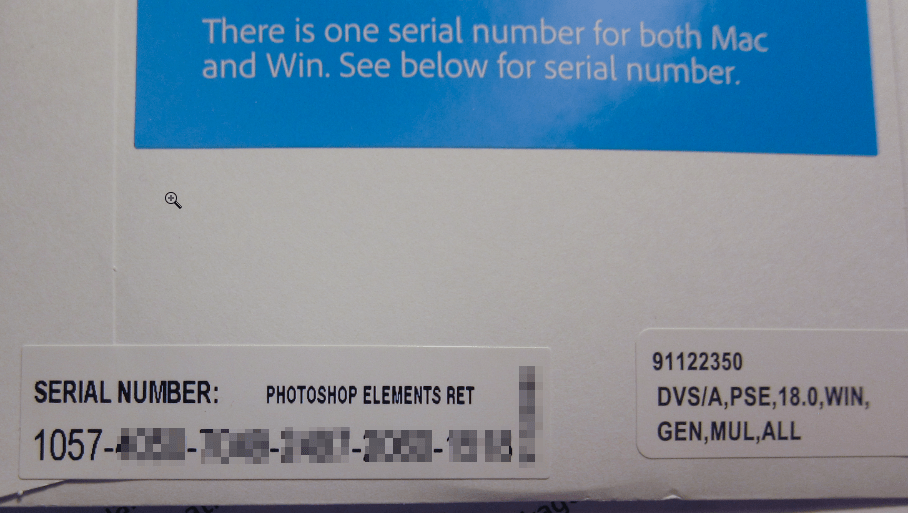 There is one serial number for both Mac
and Win. See below for serial number.
SERIAL NUMBER: PHOTOSHOP ELEMENTS RET
1057-
91122350
DVS/A,PSE,18.0,WIN,
GEN,MUL,ALL